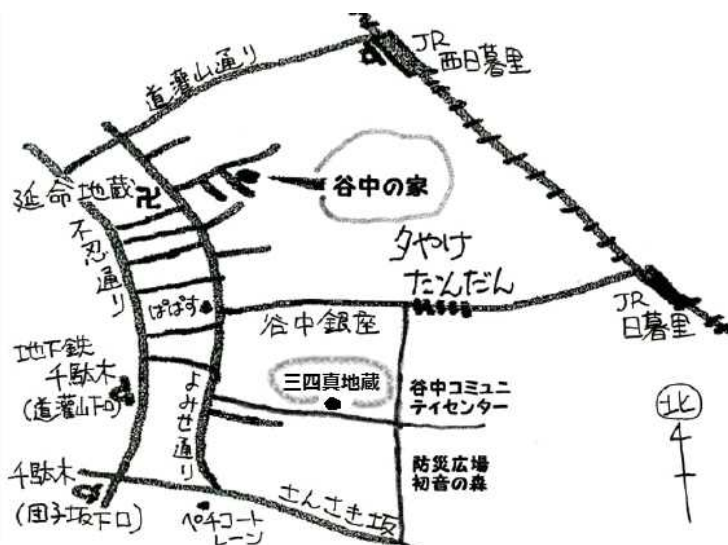 JR
西日暮里
道灌山通り
延命地蔵
卍
谷中の家
不忍通り
夕やけ
たんだん
ぱぱす
谷中銀座
JR
日暮里
地下鉄
千駄木
(道灌山下口)
よみせ通り
三四真地蔵
谷中コミュニ
テイセンター
北
防災広場
初音の森
千駄木
(団子坂下口)
さんさき坂
ペチコート
レーン